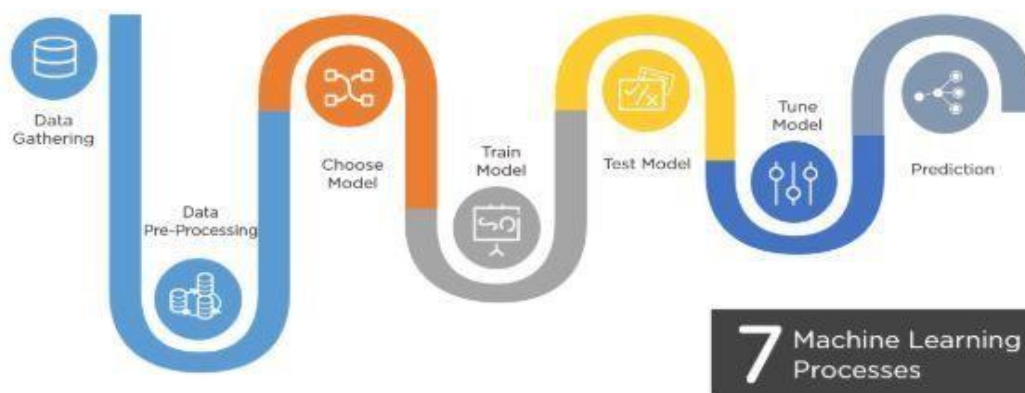 Data
Gathering
Data
Pre-Processing
Choose
Model
Train
Model
Test Model
Tune
Model
Prediction
7 Machine Learning
Processes